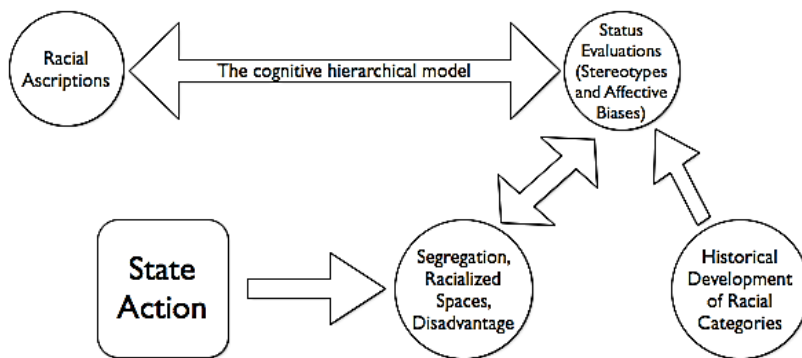 Racial
Ascriptions
The cognitive hierarchical model
Status
Evaluations
(Stereotypes
and Affective
Biases)
State
Action
Segregation,
Racialized
Spaces,
Disadvantage
Historical
Development
of Racial
Categories